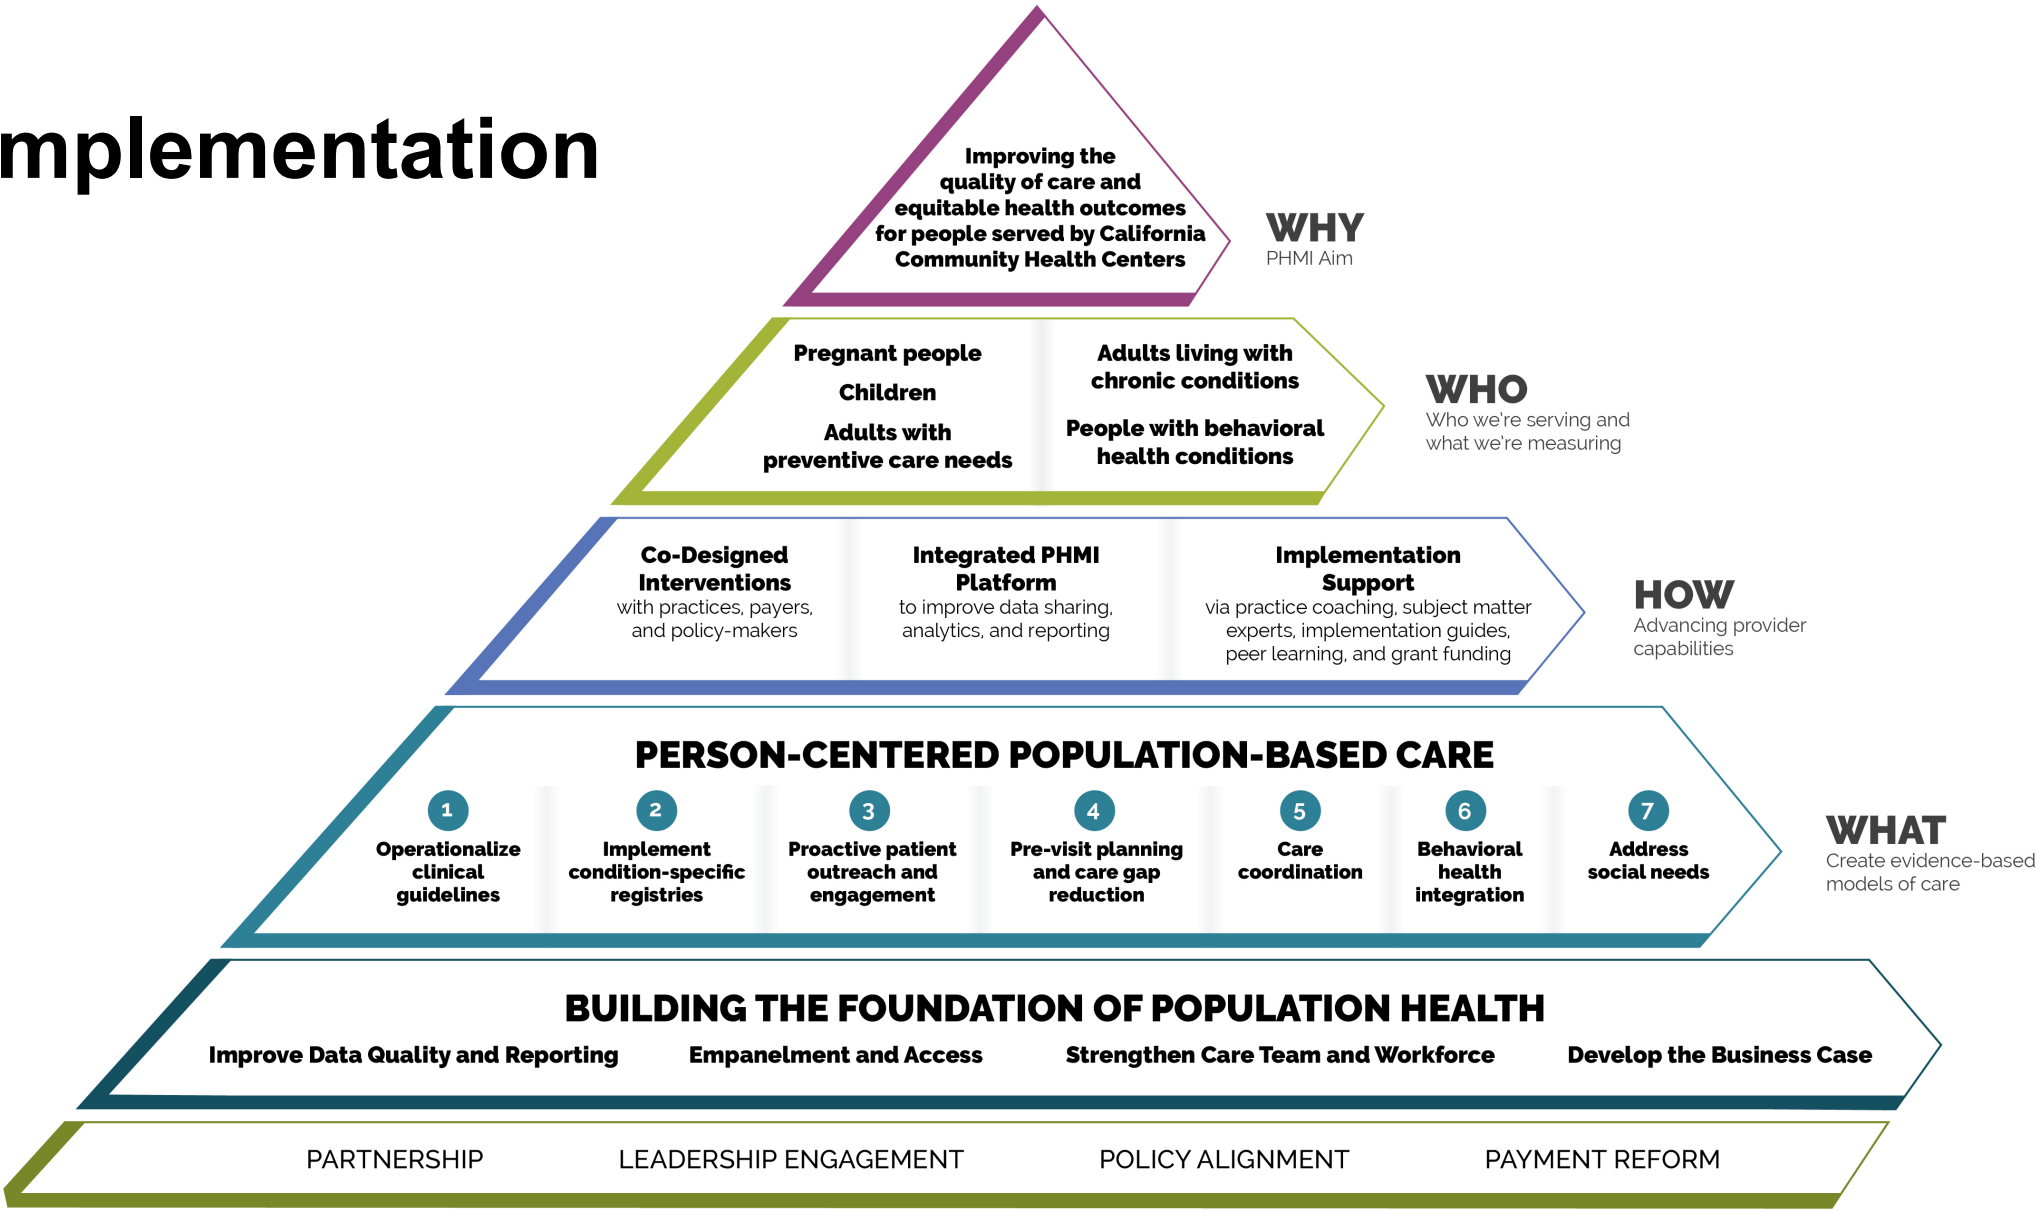 mplementation
Improving the
quality of care and
equitable health outcomes
for people served by California
Community Health Centers
WHY
PHMI Aim
Pregnant people
Children
Adults with
preventive care needs
Adults living with
chronic conditions
People with behavioral
health conditions
WHO
Who we're serving and
what we're measuring
Co-Designed
Interventions
with practices, payers,
and policy-makers
Integrated PHMI
Platform
to improve data sharing,
analytics, and reporting
Implementation
Support
via practice coaching, subject matter
experts, implementation guides,
peer learning, and grant funding
HOW
Advancing provider
capabilities
PERSON-CENTERED POPULATION-BASED CARE
1
Operationalize
clinical
guidelines
2
Implement
condition-specific
registries
3
Proactive patient
outreach and
engagement
4
Pre-visit planning
and care gap
reduction
5
Care
coordination
6
Behavioral
health
integration
7
Address
social needs
WHAT
Create evidence-based
models of care
BUILDING THE FOUNDATION OF POPULATION HEALTH
Improve Data Quality and Reporting
Empanelment and Access
Strengthen Care Team and Workforce
Develop the Business Case
PARTNERSHIP
LEADERSHIP ENGAGEMENT
POLICY ALIGNMENT
PAYMENT REFORM